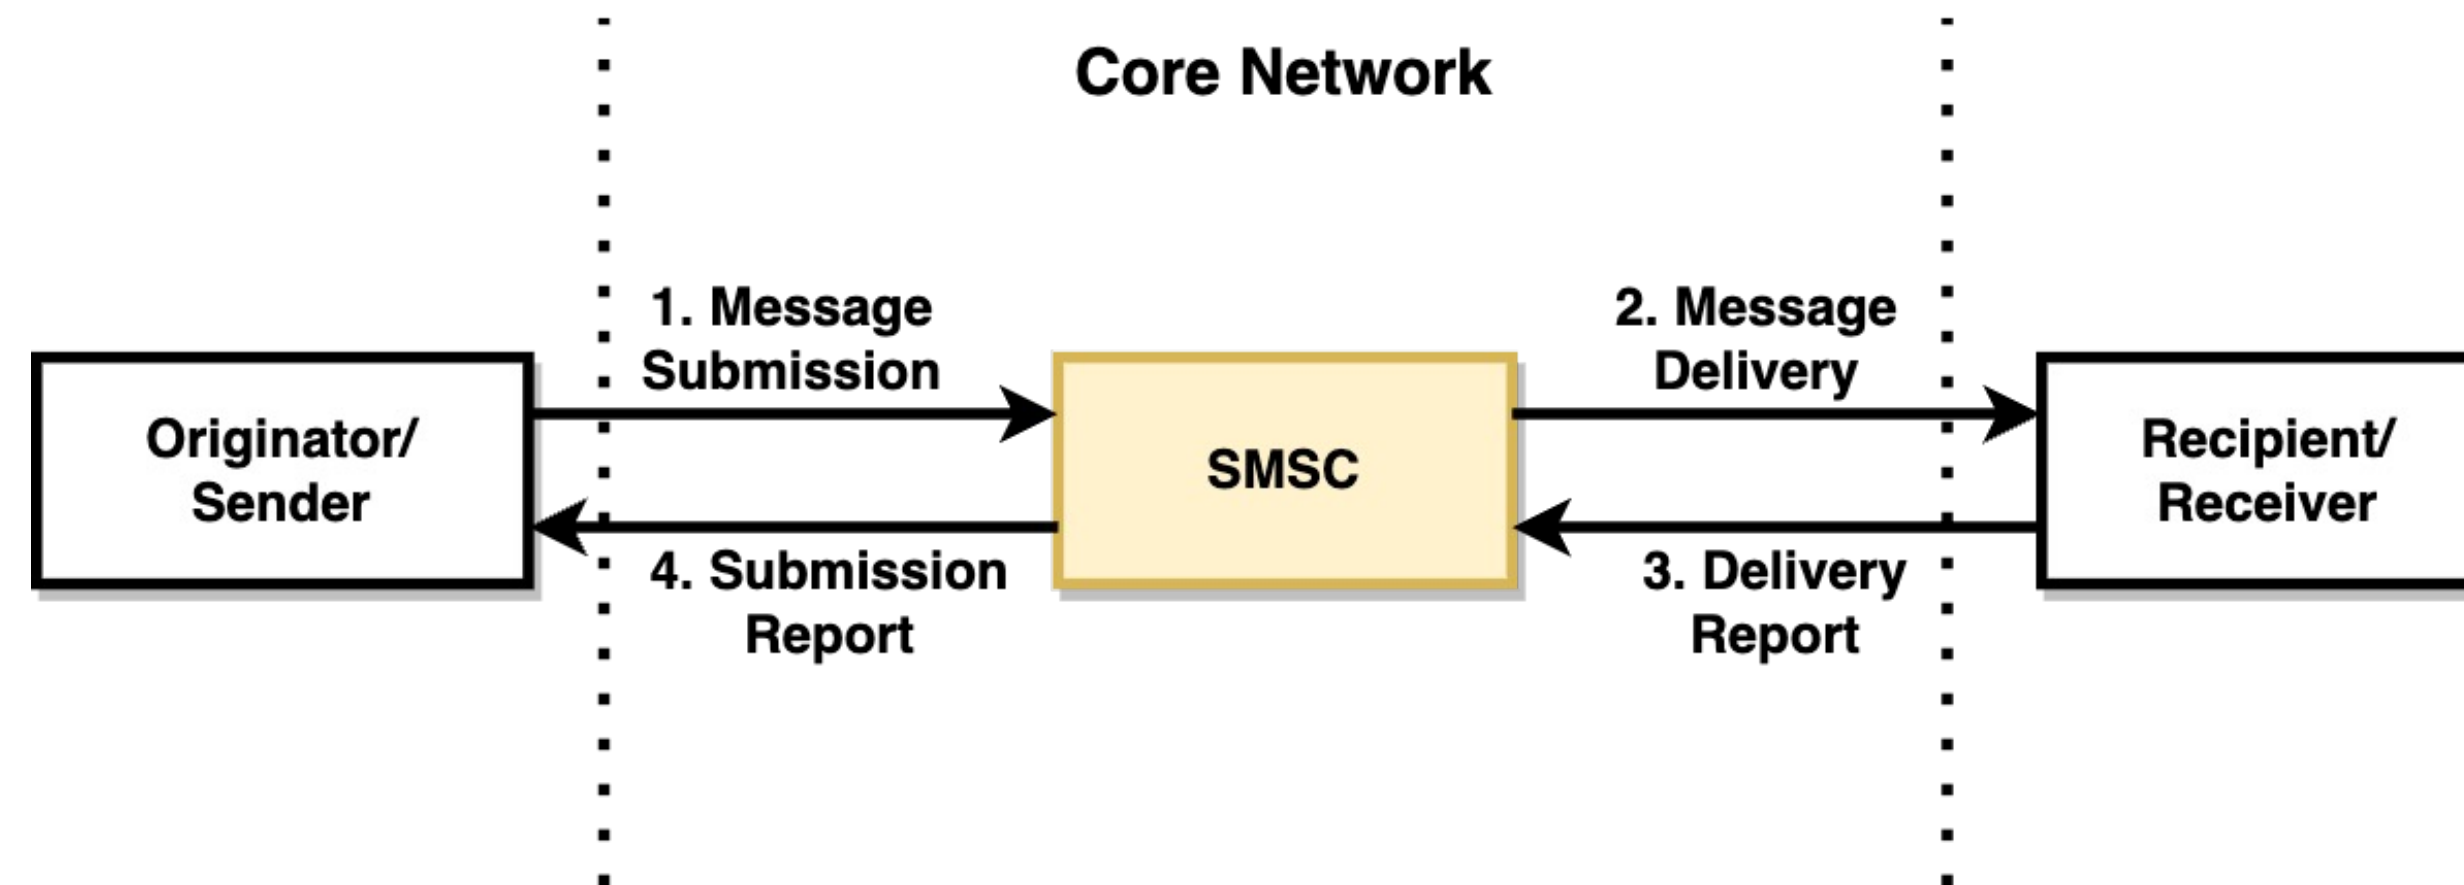 Core Network
1. Message
Submission
2. Message
Delivery
Originator/
Sender
SMSC
Recipient/
Receiver
4. Submission
Report
3. Delivery
Report